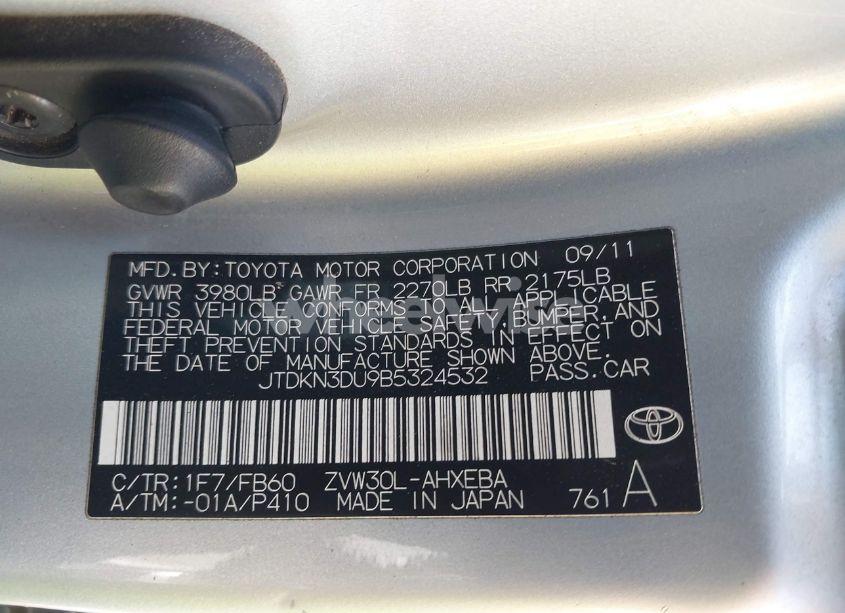 MFD. BY: TOYOTA MOTOR CORPORATION 09/11
GVWR 3980LB GAWR FR 2270LB RR 2175LB
THIS VEHICLE CONFORMS TO ALL APPLICABLE
FEDERAL MOTOR VEHICLE SAFETY, BUMPER, AND
THEFT PREVENTION STANDARDS IN EFFECT ON
THE DATE OF MANUFACTURE SHOWN ABOVE.
JTDKN3DU9B5324532 PASS. CAR
C/TR: 1F7/FB60 ZVW30L-AHXEBA
A/TM: -01A/P410 MADE IN JAPAN 761 A